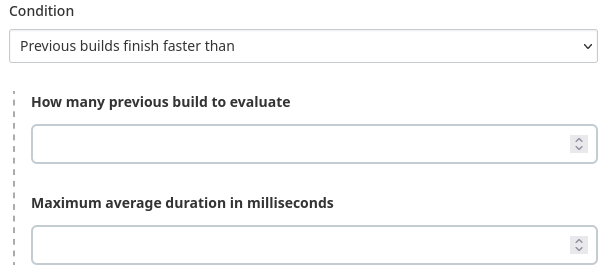 Condition
Previous builds finish faster than
How many previous build to evaluate
Maximum average duration in milliseconds